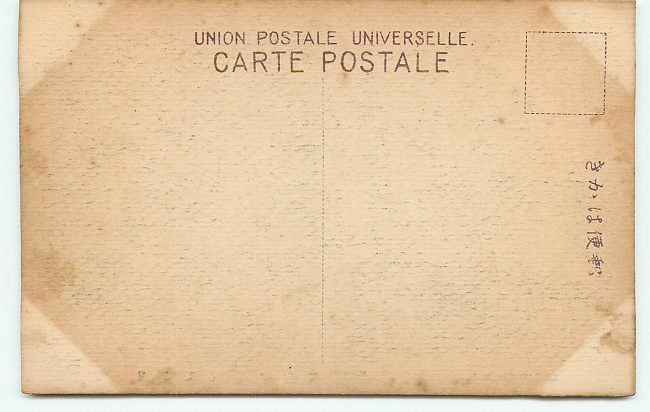 UNION POSTALE UNIVERSELLE.
CARTE POSTALE
きかは便郵